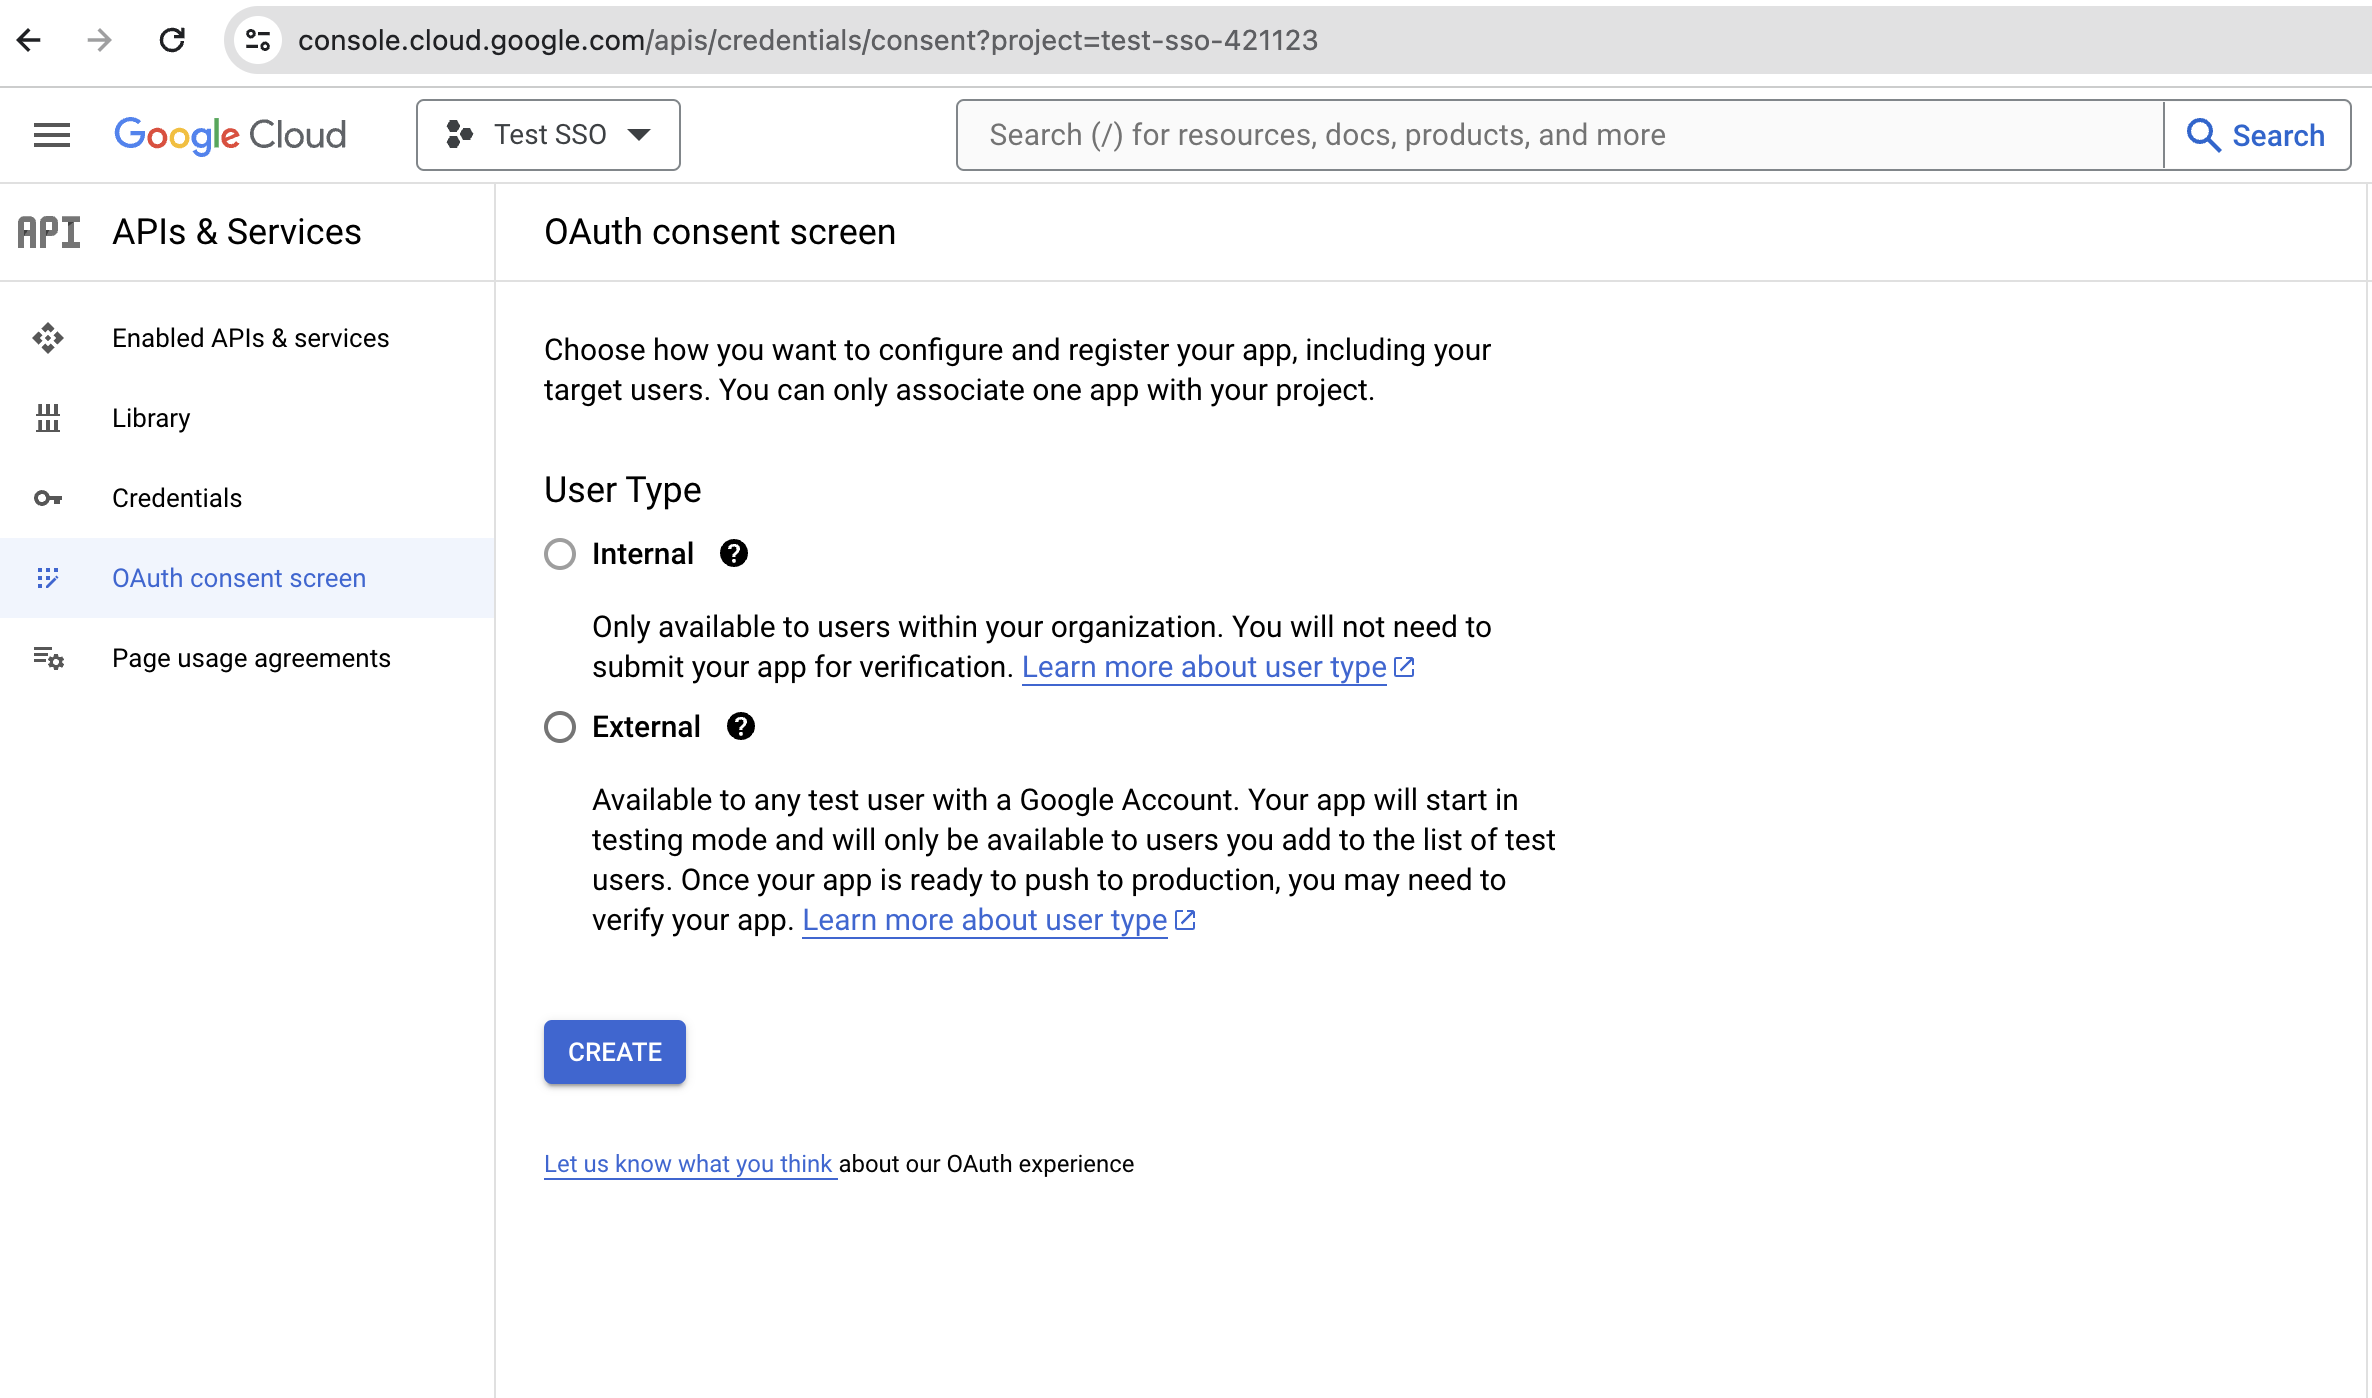 console.cloud.google.com/apis/credentials/consent?project=test-sso-421123
Google Cloud
Test SSO
Search (/) for resources, docs, products, and more
Search
API
APIs & Services
OAuth consent screen
Enabled APIs & services
Library
Credentials
OAuth consent screen
Page usage agreements
Choose how you want to configure and register your app, including your
target users. You can only associate one app with your project.
User Type
Internal
Only available to users within your organization. You will not need to
submit your app for verification. Learn more about user type
External
Available to any test user with a Google Account. Your app will start in
testing mode and will only be available to users you add to the list of test
users. Once your app is ready to push to production, you may need to
verify your app. Learn more about user type
CREATE
Let us know what you think about our OAuth experience